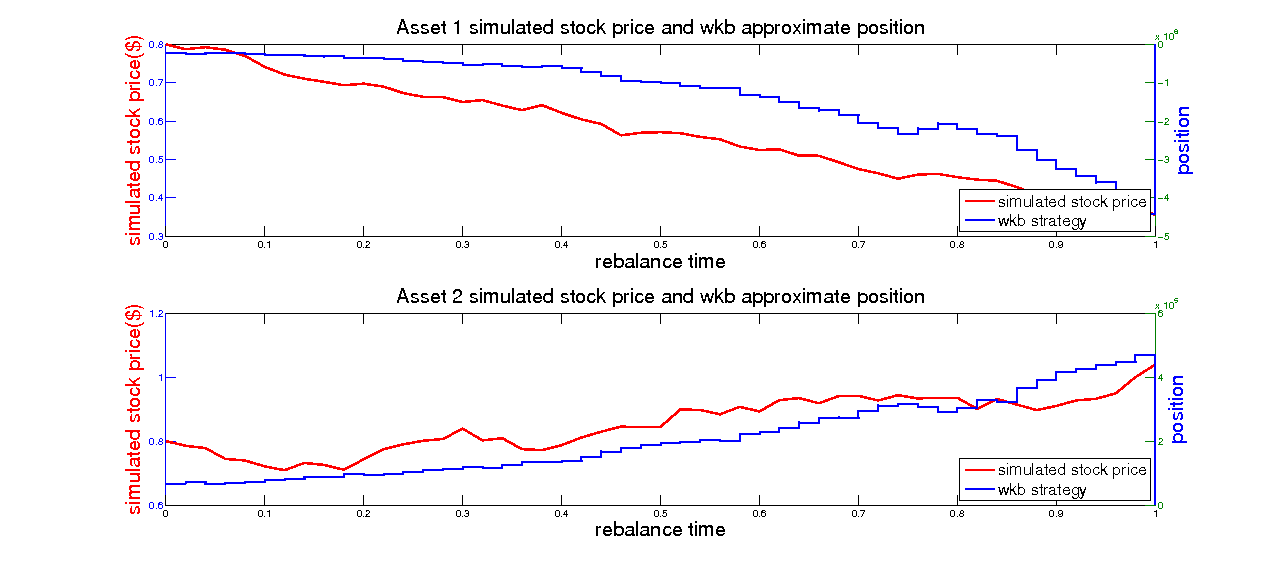 Asset 1 simulated stock price and wkb approximate position
x 10^6
simulated stock price($)
0.8
0.7
0.6
0.5
0.4
0.3
0
-1
-2
-3
-4
-5
position
simulated stock price
wkb strategy
0 0.1 0.2 0.3 0.4 0.5 0.6 0.7 0.8 0.9 1
rebalance time
Asset 2 simulated stock price and wkb approximate position
simulated stock price($)
1.2
1
0.8
0.6
6
4
2
0
position
simulated stock price
wkb strategy
0 0.1 0.2 0.3 0.4 0.5 0.6 0.7 0.8 0.9 1
rebalance time